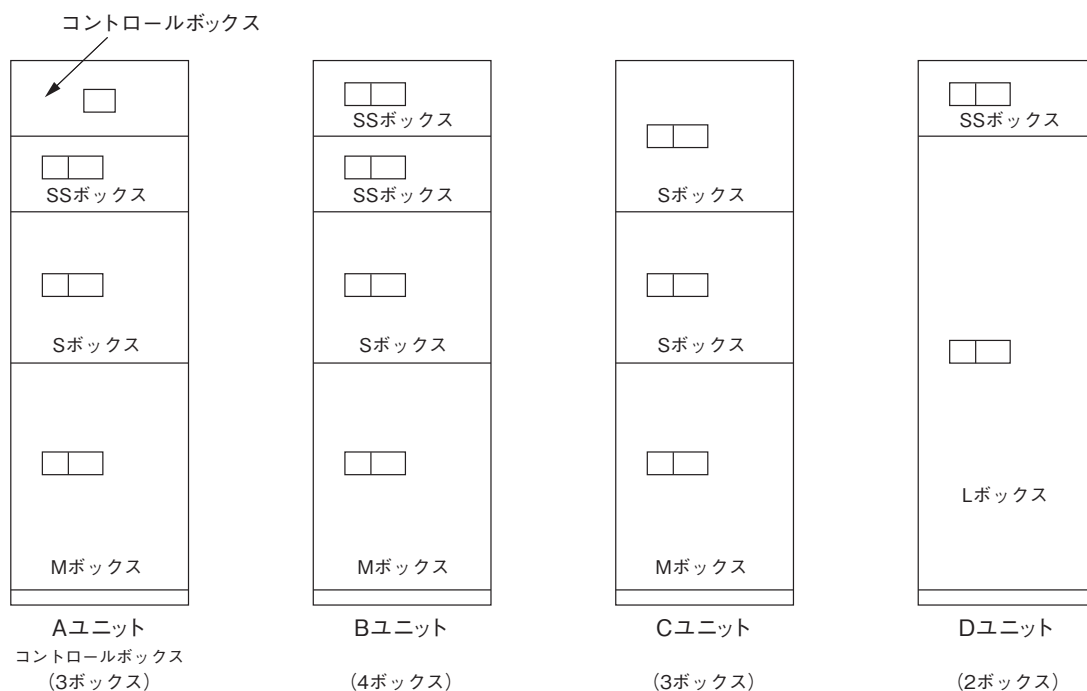 コントロールボックス
SSボックス
Sボックス
Mボックス
Aユニット
コントロールボックス
(3ボックス)
SSボックス
SSボックス
Sボックス
Mボックス
Bユニット
(4ボックス)
Sボックス
Sボックス
Mボックス
Cユニット
(3ボックス)
SSボックス
Lボックス
Dユニット
(2ボックス)